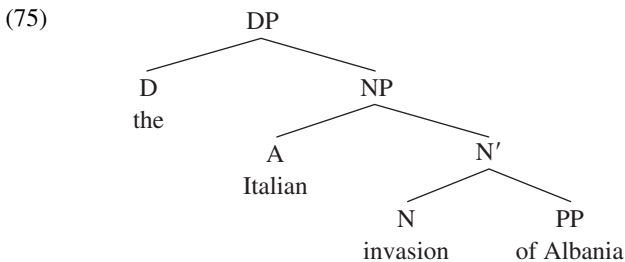 (75) DP
D NP
the
A N′
Italian
N PP
invasion of Albania